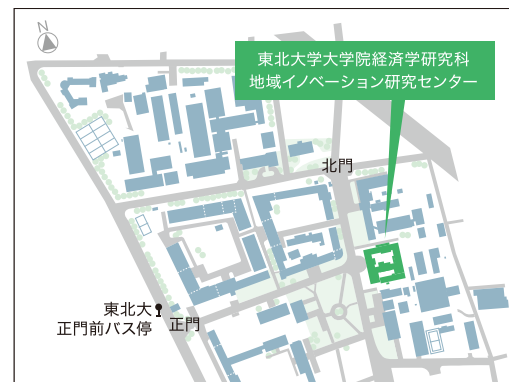 N
東北大学大学院経済学研究科
地域イノベーション研究センター
北門
東北大
正門前バス停
正門